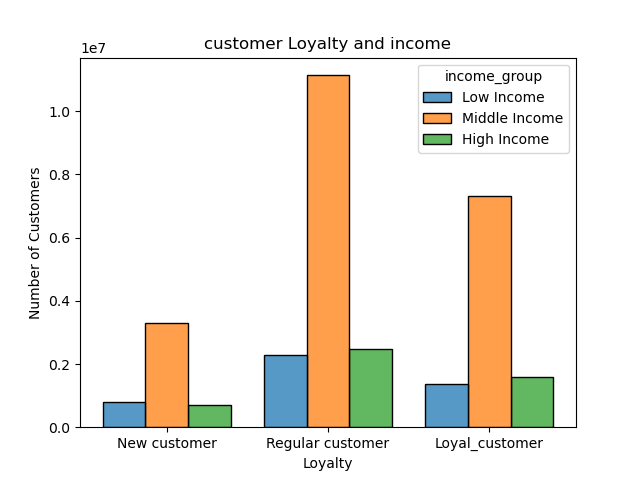 customer Loyalty and income
1e7
income_group
Low Income
Middle Income
High Income
1.0
0.8
0.6
0.4
0.2
0.0
Number of Customers
New customer
Regular customer
Loyal_customer
Loyalty